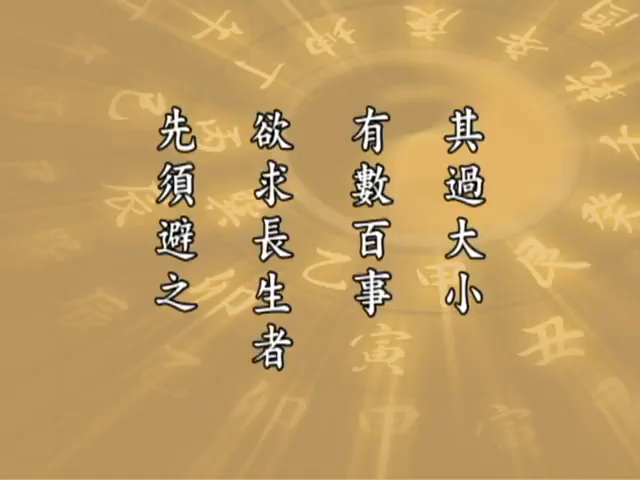 其過大小
有數百事
欲求長生者
先須避之